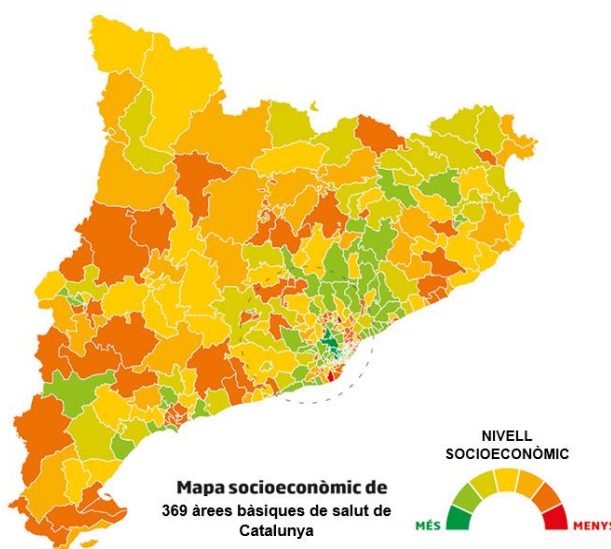 Mapa socioeconòmic de
369 àrees bàsiques de salut de
Catalunya
NIVELL
SOCIOECONÒMIC
MÉS
MENYS